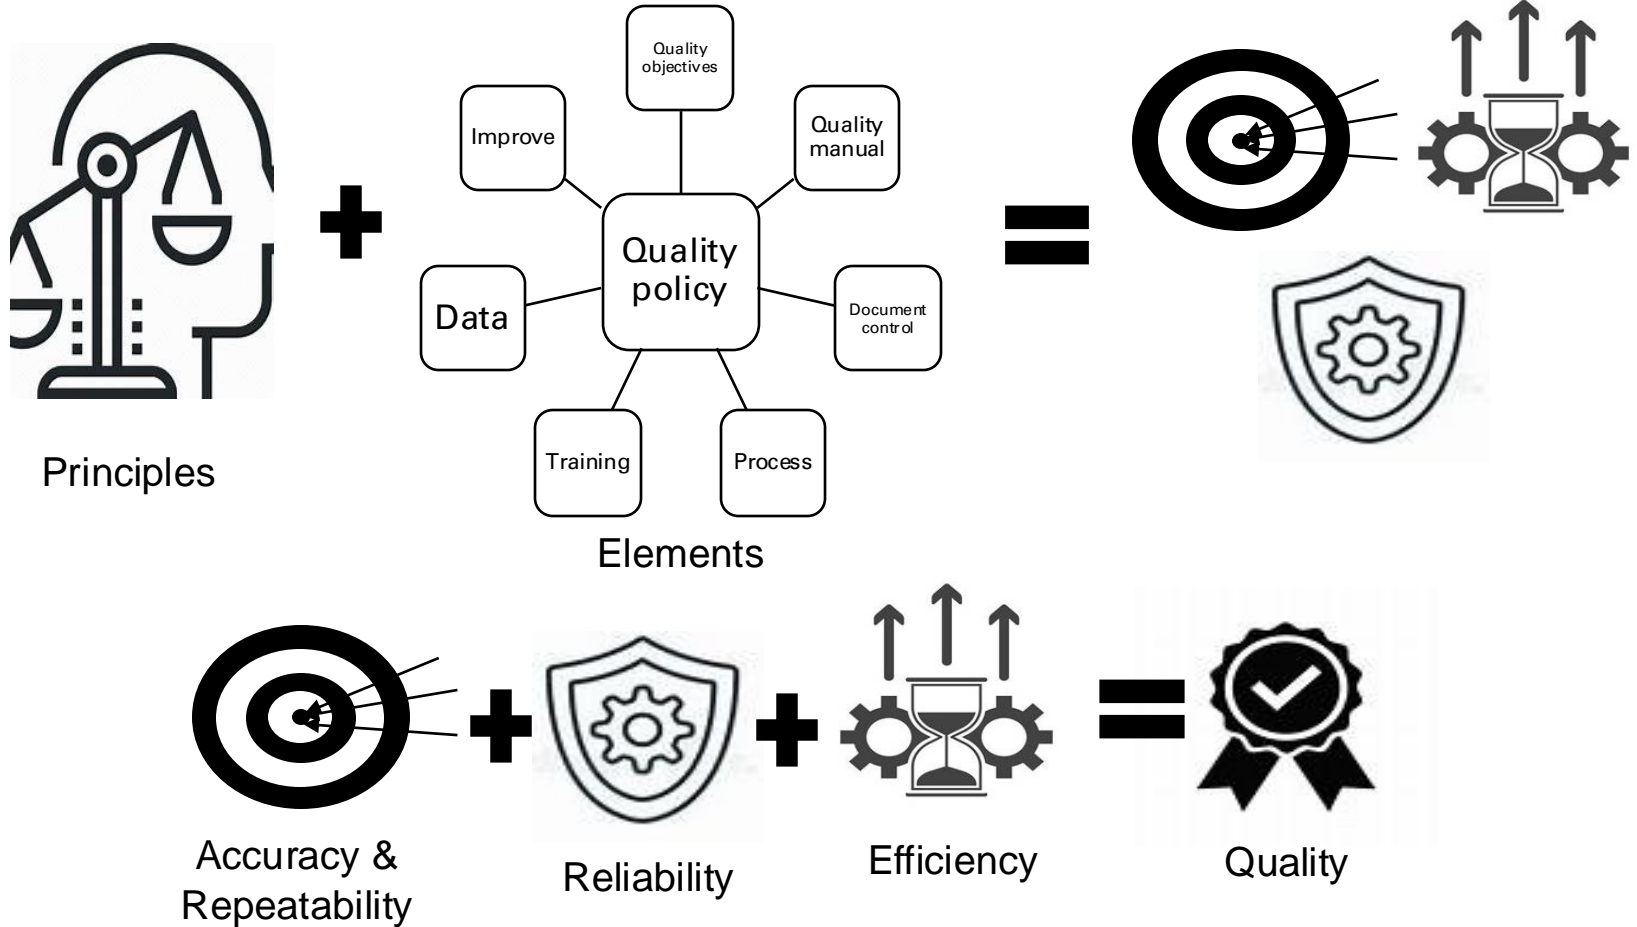 Quality
objectives
Improve
Quality
manual
Quality
policy
Data
Document
control
Training
Process
Principles
Elements
Accuracy &
Repeatability
Reliability
Efficiency
Quality